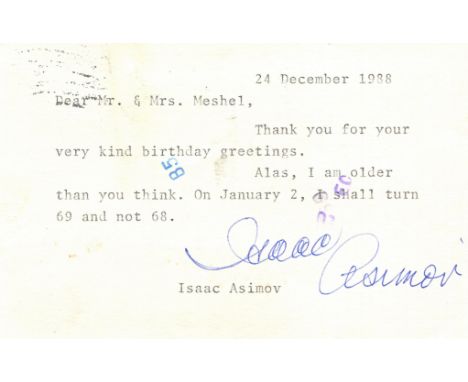 24 December 1988
Dear Mr. & Mrs. Meshel,
Thank you for your
very kind birthday greetings.
Alas, I am older
than you think. On January 2, I shall turn
69 and not 68.
85
Isaac Asimov
Isaac Asimov